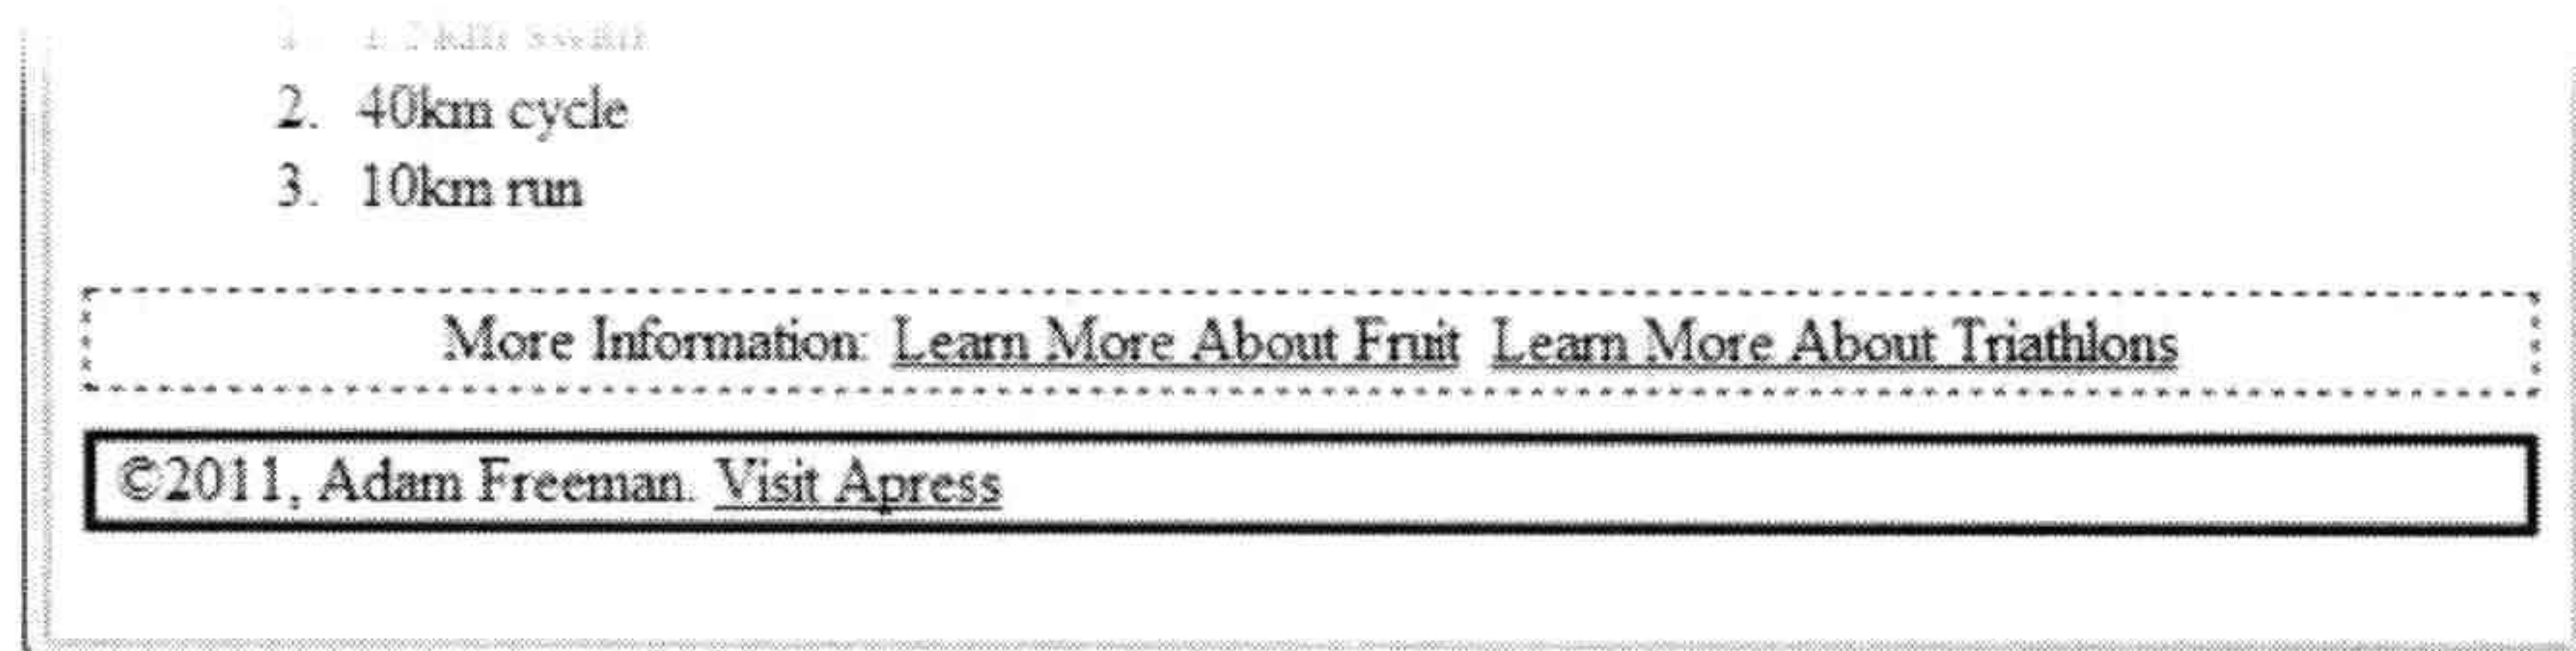 2. 40km cycle
3. 10km run
More Information: Learn More About Fruit Learn More About Triathlons
©2011, Adam Freeman. Visit Apress